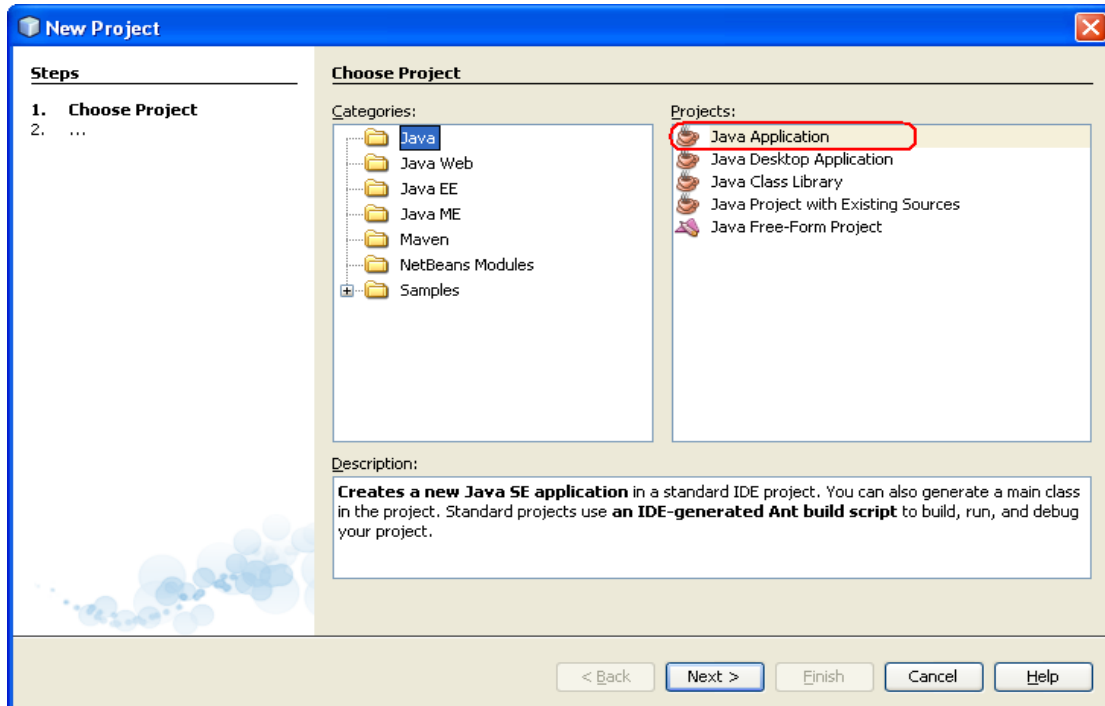 New Project
Steps
1. Choose Project
2. ...
Choose Project
Categories:
Java
Java Web
Java EE
Java ME
Maven
NetBeans Modules
Samples
Projects:
Java Application
Java Desktop Application
Java Class Library
Java Project with Existing Sources
Java Free-Form Project
Description:
Creates a new Java SE application in a standard IDE project. You can also generate a main class
in the project. Standard projects use an IDE-generated Ant build script to build, run, and debug
your project.
< Back
Next >
Finish
Cancel
Help